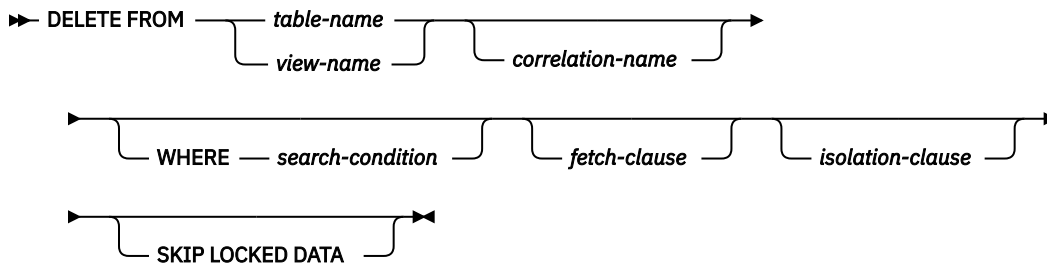 DELETE FROM table-name
view-name correlation-name
WHERE search-condition fetch-clause isolation-clause
SKIP LOCKED DATA